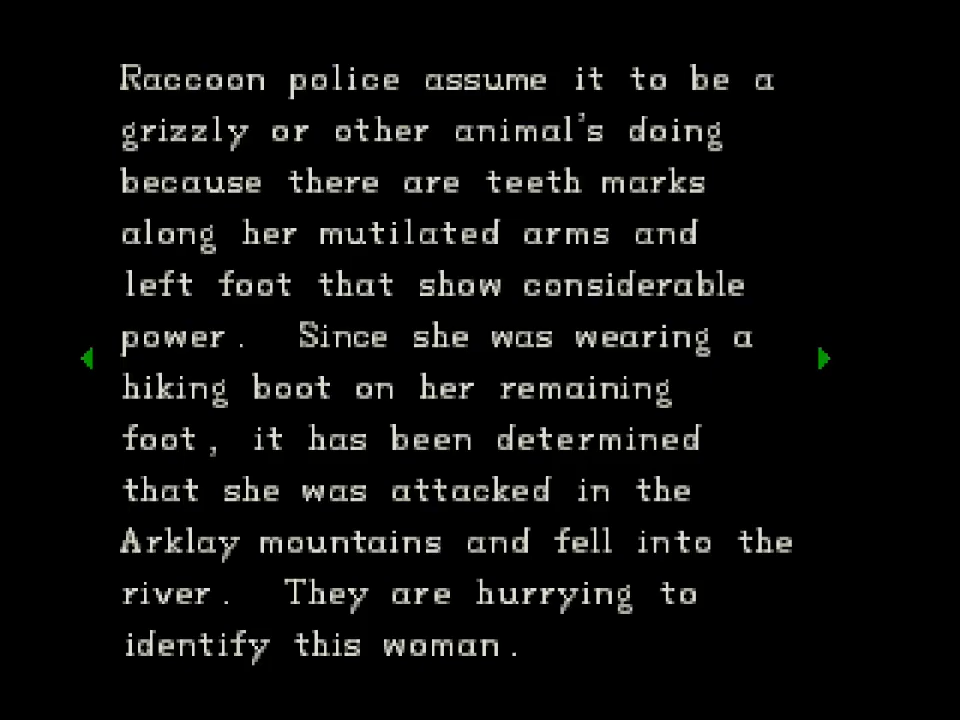 Raccoon police assume it to be a
grizzly or other animal's doing
because there are teeth marks
along her mutilated arms and
left foot that show considerable
power. Since she was wearing a
hiking boot on her remaining
foot, it has been determined
that she was attacked in the
Arklay mountains and fell into the
river. They are hurrying to
identify this woman.